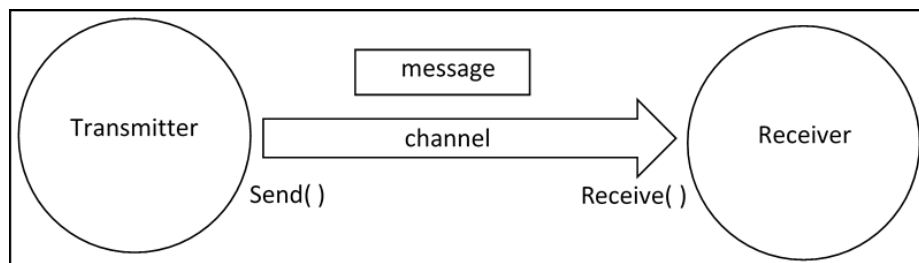 message
Transmitter
channel
Receiver
Send( )
Receive( )